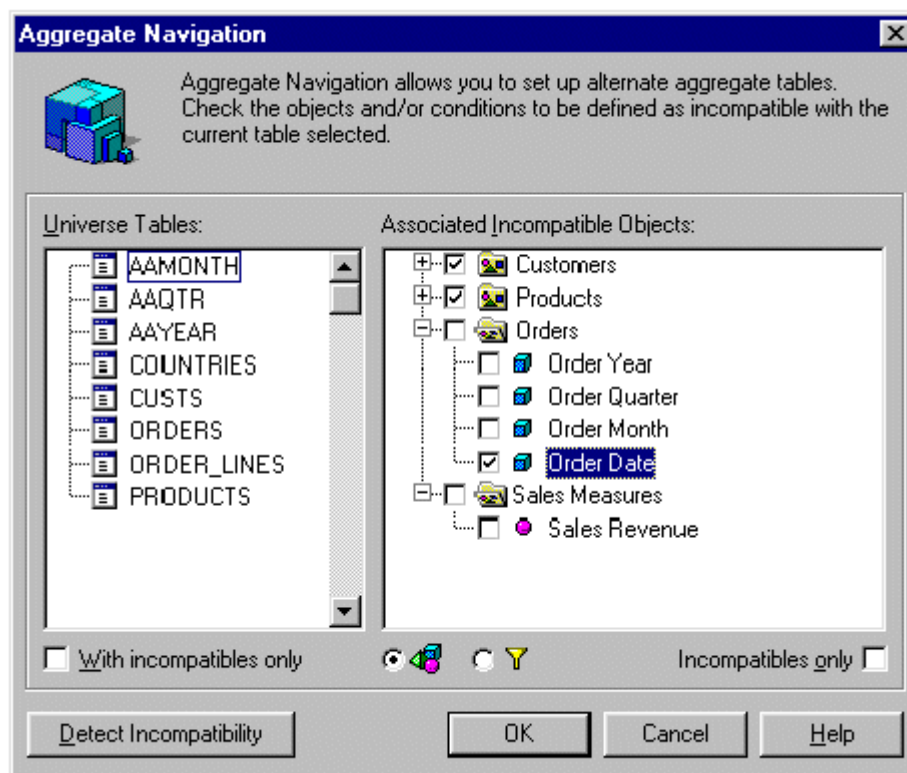 Aggregate Navigation
Aggregate Navigation allows you to set up alternate aggregate tables.
Check the objects and/or conditions to be defined as incompatible with the
current table selected.
Universe Tables:
AAMONTH
AAQTR
AAYEAR
COUNTRIES
CUSTS
ORDERS
ORDER_LINES
PRODUCTS
Associated Incompatible Objects:
Customers
Products
Orders
Order Year
Order Quarter
Order Month
Order Date
Sales Measures
Sales Revenue
With incompatibles only
Incompatibles only
Detect Incompatibility
OK
Cancel
Help